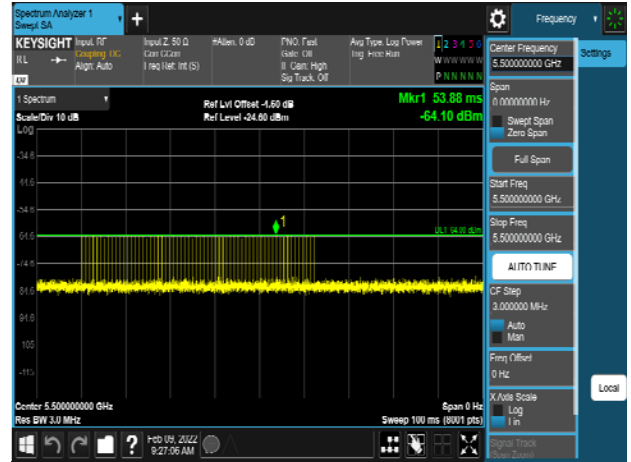 Spectrum Analyzer 1
Swept SA
+
Frequency
KEYSIGHT
Input: RF
Input Z: 50 Ω
#Atten: 0 dB
PNO: Fast
Avg Type: Log Power
1 2 3 4 5 6
RL
Coupling: DC
Corr CCorr
Gate: Off
Trig: Free Run
Align: Auto
Freq Ref: Int (S)
IF Gain: High
W W W W W W
Sig Track: Off
P N N N N N
1 Spectrum
Ref Lvl Offset -4.60 dB
Mkr1 53.88 ms
Scale/Div 10 dB
Ref Level -24.60 dBm
-64.10 dBm
Log
-34.6
-44.6
-54.6
1
-64.6
-74.6
-84.6
-94.6
-105
-115
Center 5.500000000 GHz
Span 0 Hz
Res BW 3.0 MHz
Sweep 100 ms (8001 pts)
?
Feb 09, 2022
9:27:06 AM
Center Frequency
5.500000000 GHz
Settings
Span
0.00000000 Hz
Swept Span
Zero Span
Full Span
Start Freq
5.500000000 GHz
Stop Freq
5.500000000 GHz
AUTO TUNE
CF Step
3.000000 MHz
Auto
Man
Freq Offset
0 Hz
X Axis Scale
Log
Lin
Local
Signal Track
(Span Zoom)